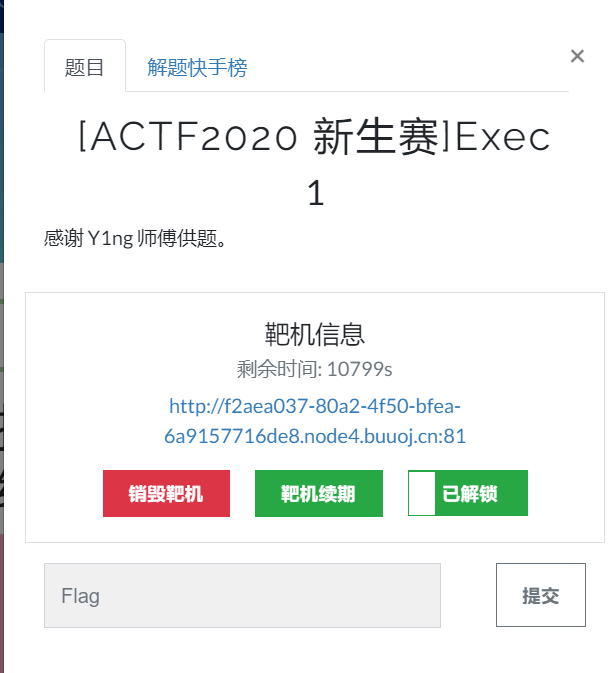 题目
解题快手榜
×
[ACTF2020 新生赛]Exec
1
感谢 Y1ng 师傅供题。
靶机信息
剩余时间: 10799s
http://f2aea037-80a2-4f50-bfea-
6a9157716de8.node4.buuoj.cn:81
销毁靶机
靶机续期
已解锁
Flag
提交